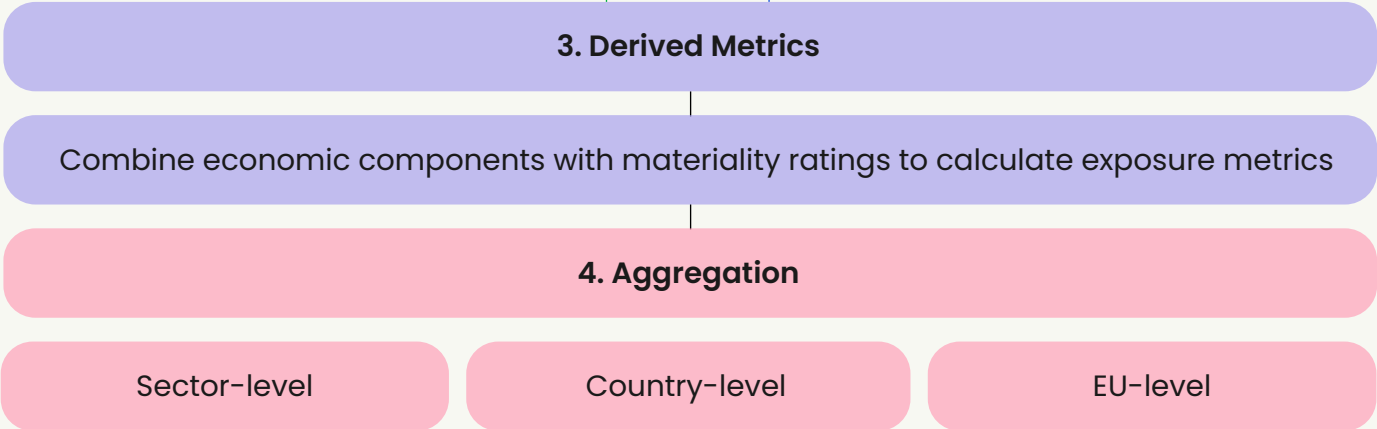 3. Derived Metrics
Combine economic components with materiality ratings to calculate exposure metrics
4. Aggregation
Sector-level
Country-level
EU-level